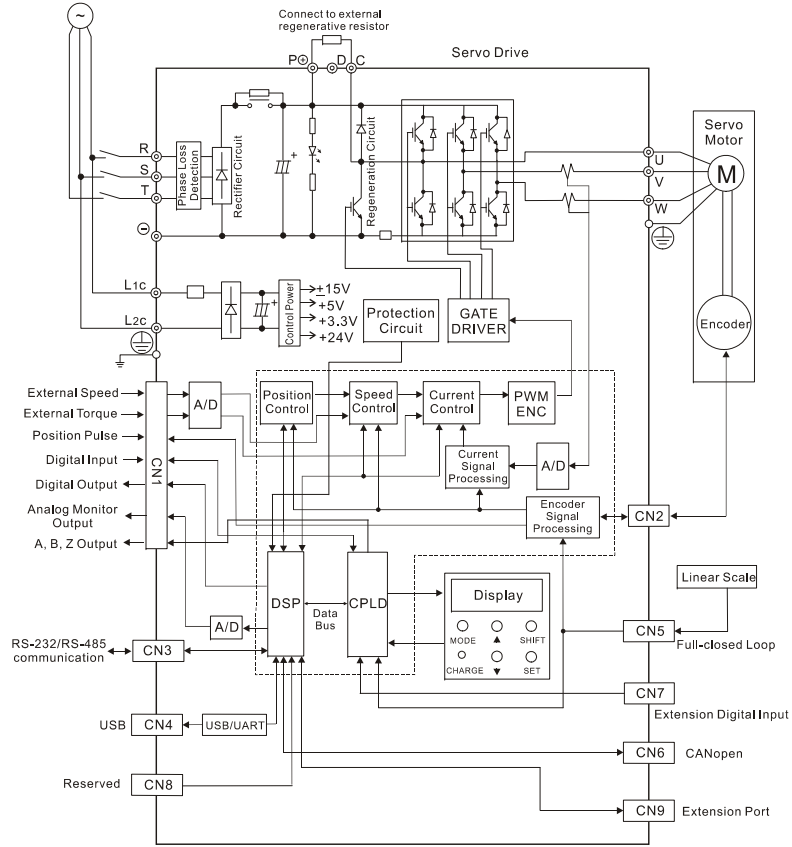 Connect to external
regenerative resistor
~
P⊕
D
C
Servo Drive
Servo
Motor
R
S
T
Phase Loss
Detection
Rectifier Circuit
+
Regeneration Circuit
U
V
W
M
⊖
L1c
L2c
+
Control Power
±15V
+5V
+3.3V
+24V
Protection
Circuit
GATE
DRIVER
Encoder
External Speed
External Torque
Position Pulse
Digital Input
Digital Output
Analog Monitor
Output
A, B, Z Output
CN1
A/D
Position
Control
Speed
Control
Current
Control
PWM
ENC
Current
Signal
Processing
A/D
Encoder
Signal
Processing
CN2
DSP
Data
Bus
CPLD
Display
MODE
▲
SHIFT
CHARGE
▼
SET
Linear Scale
CN5
Full-closed Loop
A/D
RS-232/RS-485
communication
CN3
CN7
Extension Digital Input
USB
CN4
USB/UART
CN6
CANopen
Reserved
CN8
CN9
Extension Port